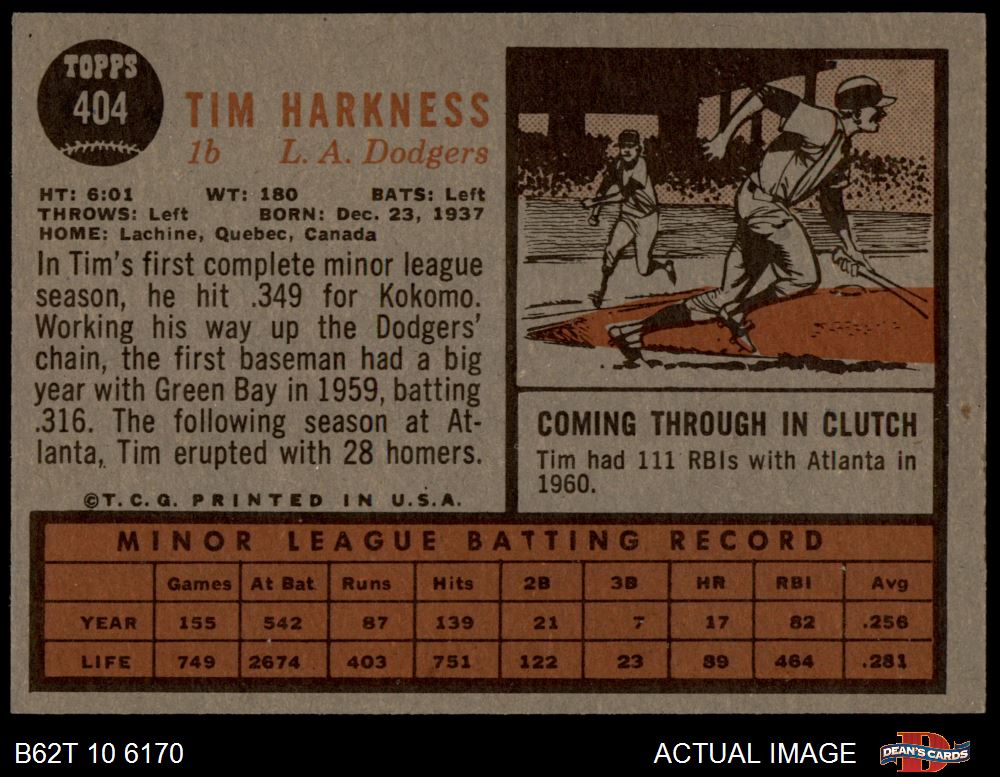 TOPPS
404
TIM HARKNESS
1b L. A. Dodgers
HT: 6:01 WT: 180 BATS: Left
THROWS: Left BORN: Dec. 23, 1937
HOME: Lachine, Quebec, Canada
In Tim's first complete minor league
season, he hit .349 for Kokomo.
Working his way up the Dodgers'
chain, the first baseman had a big
year with Green Bay in 1959, batting
.316. The following season at At-
lanta, Tim erupted with 28 homers.
©T.C.G. PRINTED IN U.S.A.
COMING THROUGH IN CLUTCH
Tim had 111 RBIs with Atlanta in
1960.
MINOR LEAGUE BATTING RECORD
Games At Bat Runs Hits 2B 3B HR RBI Avg
YEAR 155 542 87 139 21 7 17 82 .256
LIFE 749 2674 403 751 122 23 89 464 .281
B62T 10 6170 ACTUAL IMAGE DEAN'S CARDS